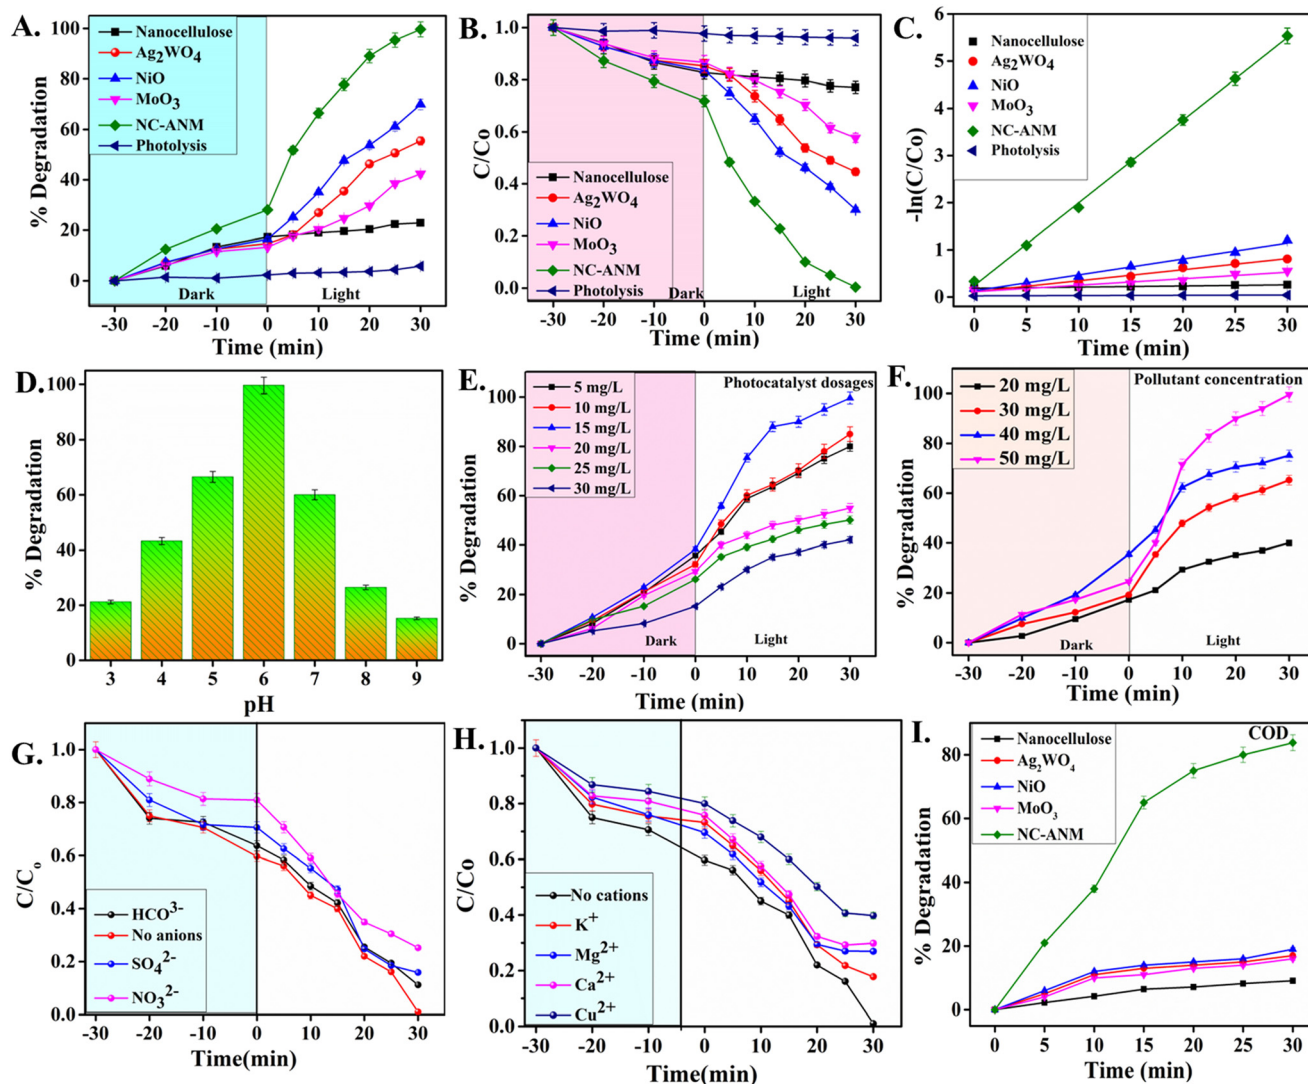 A.
Nanocellulose
Ag2WO4
NiO
MoO3
NC-ANM
Photolysis
% Degradation
100
80
60
40
20
0
Dark
Light
-30 -20 -10 0 10 20 30
Time (min)
B.
C/Co
1.0
0.8
0.6
0.4
0.2
0.0
Nanocellulose
Ag2WO4
NiO
MoO3
NC-ANM
Photolysis
Dark
Light
-30 -20 -10 0 10 20 30
Time (min)
C.
-ln(C/Co)
-6
5
4
3
2
1
0
Nanocellulose
Ag2WO4
NiO
MoO3
NC-ANM
Photolysis
0 5 10 15 20 25 30
Time (min)
D.
% Degradation
100
80
60
40
20
0
3 4 5 6 7 8 9
pH
E.
% Degradation
100
80
60
40
20
0
5 mg/L
10 mg/L
15 mg/L
20 mg/L
25 mg/L
30 mg/L
Photocatalyst dosages
Dark
Light
-30 -20 -10 0 10 20 30
Time (min)
F.
% Degradation
100
80
60
40
20
0
20 mg/L
30 mg/L
40 mg/L
50 mg/L
Pollutant concentration
Dark
Light
-30 -20 -10 0 10 20 30
Time (min)
G.
C/Co
1.0
0.8
0.6
0.4
0.2
0.0
HCO3-
No anions
SO42-
NO32-
-30 -20 -10 0 10 20 30
Time(min)
H.
C/Co
1.0
0.8
0.6
0.4
0.2
0.0
No cations
K+
Mg2+
Ca2+
Cu2+
-30 -20 -10 0 10 20 30
Time(min)
I.
COD
% Degradation
80
60
40
20
0
Nanocellulose
Ag2WO4
NiO
MoO3
NC-ANM
0 5 10 15 20 25 30
Time (min)